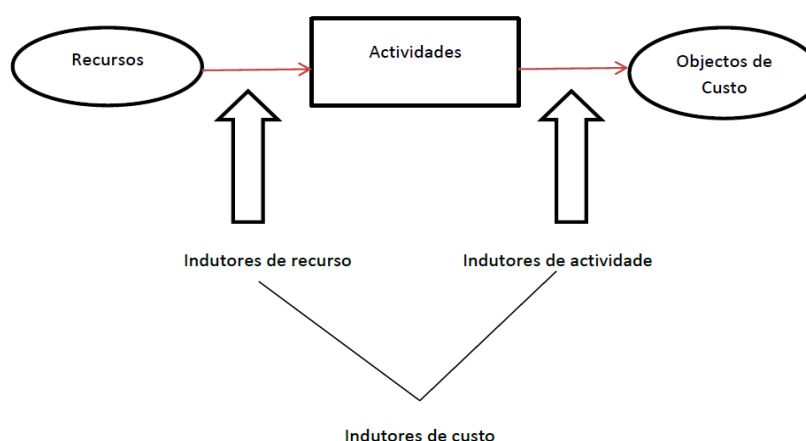 Recursos
Actividades
Objectos de
Custo
Indutores de recurso
Indutores de actividade
Indutores de custo